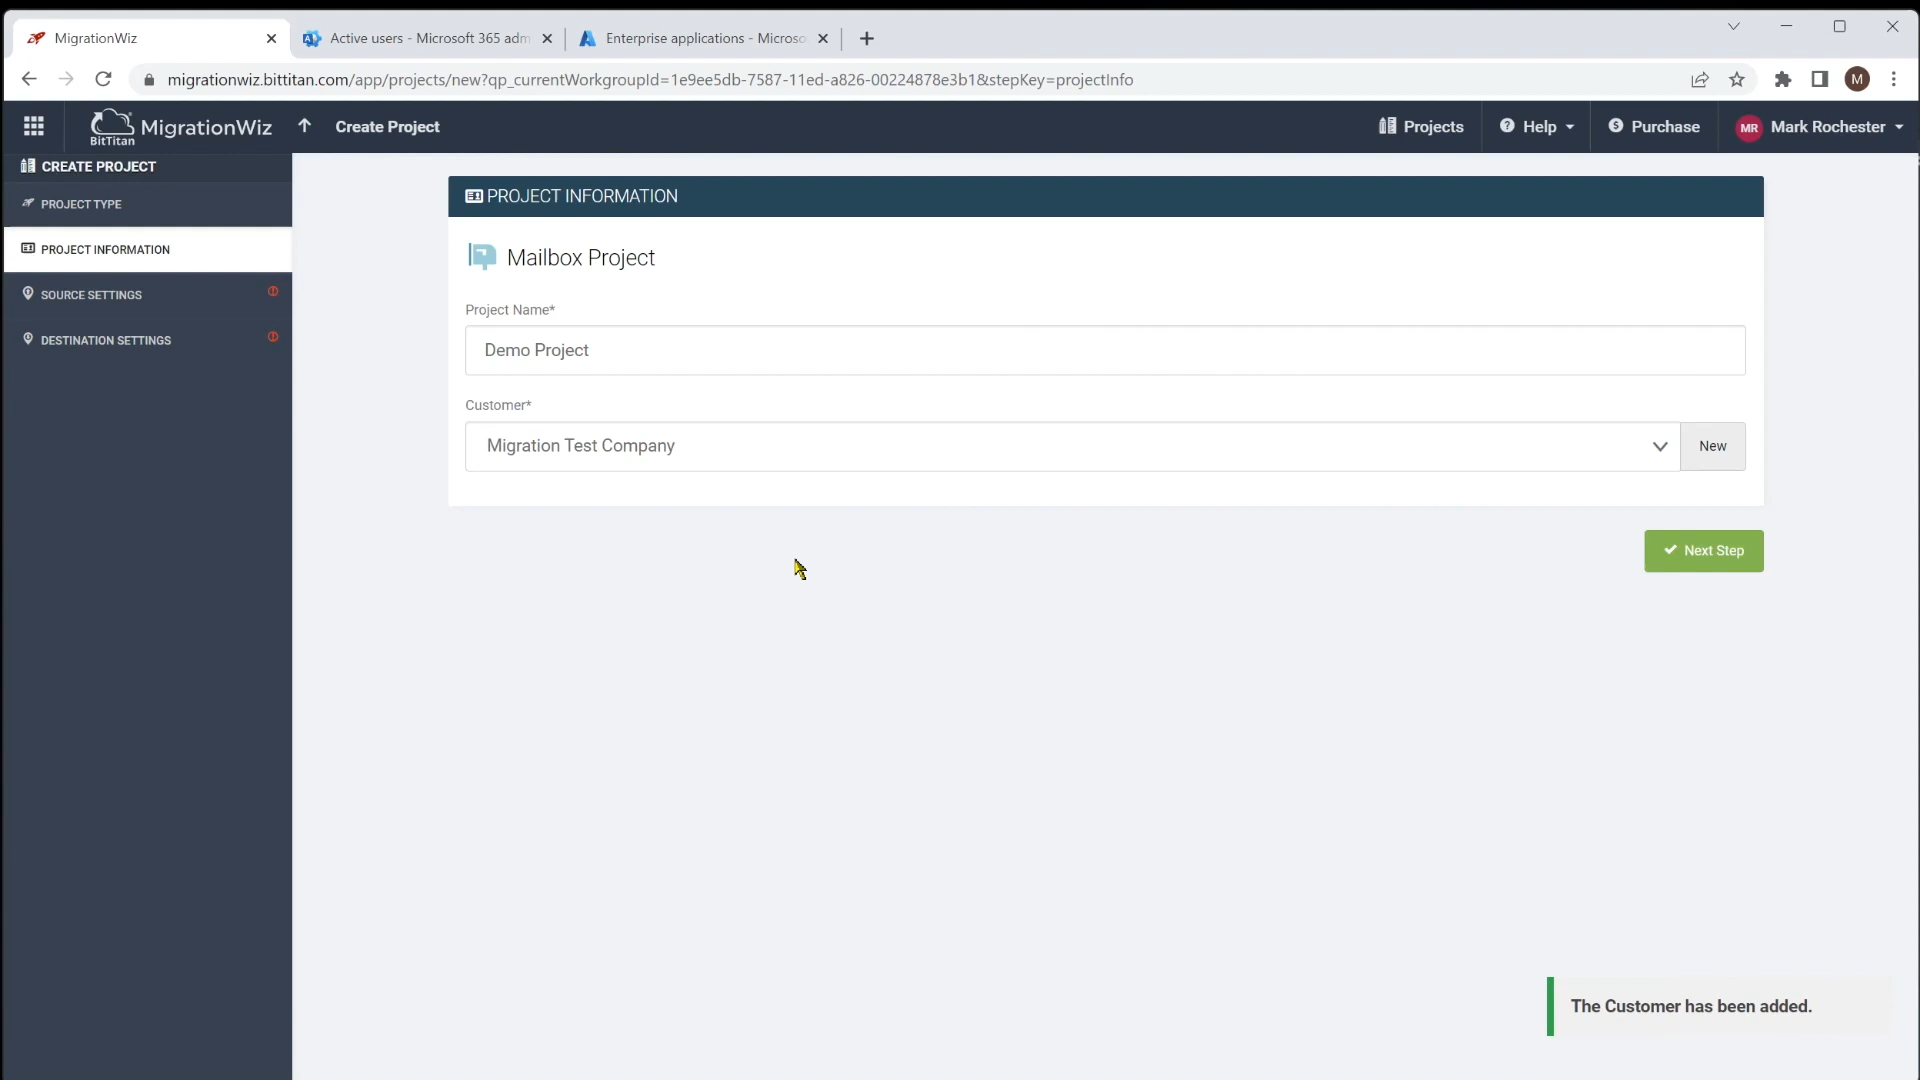 MigrationWiz
Active users - Microsoft 365 adm
Enterprise applications - Microso
migrationwiz.bittitan.com/app/projects/new?qp_currentWorkgroupId=1e9ee5db-7587-11ed-a826-00224878e3b1&stepKey=projectInfo
M
BitTitan
MigrationWiz
Create Project
Projects
Help
Purchase
MR
Mark Rochester
CREATE PROJECT
PROJECT TYPE
PROJECT INFORMATION
SOURCE SETTINGS
DESTINATION SETTINGS
PROJECT INFORMATION
Mailbox Project
Project Name*
Demo Project
Customer*
Migration Test Company
New
Next Step
The Customer has been added.